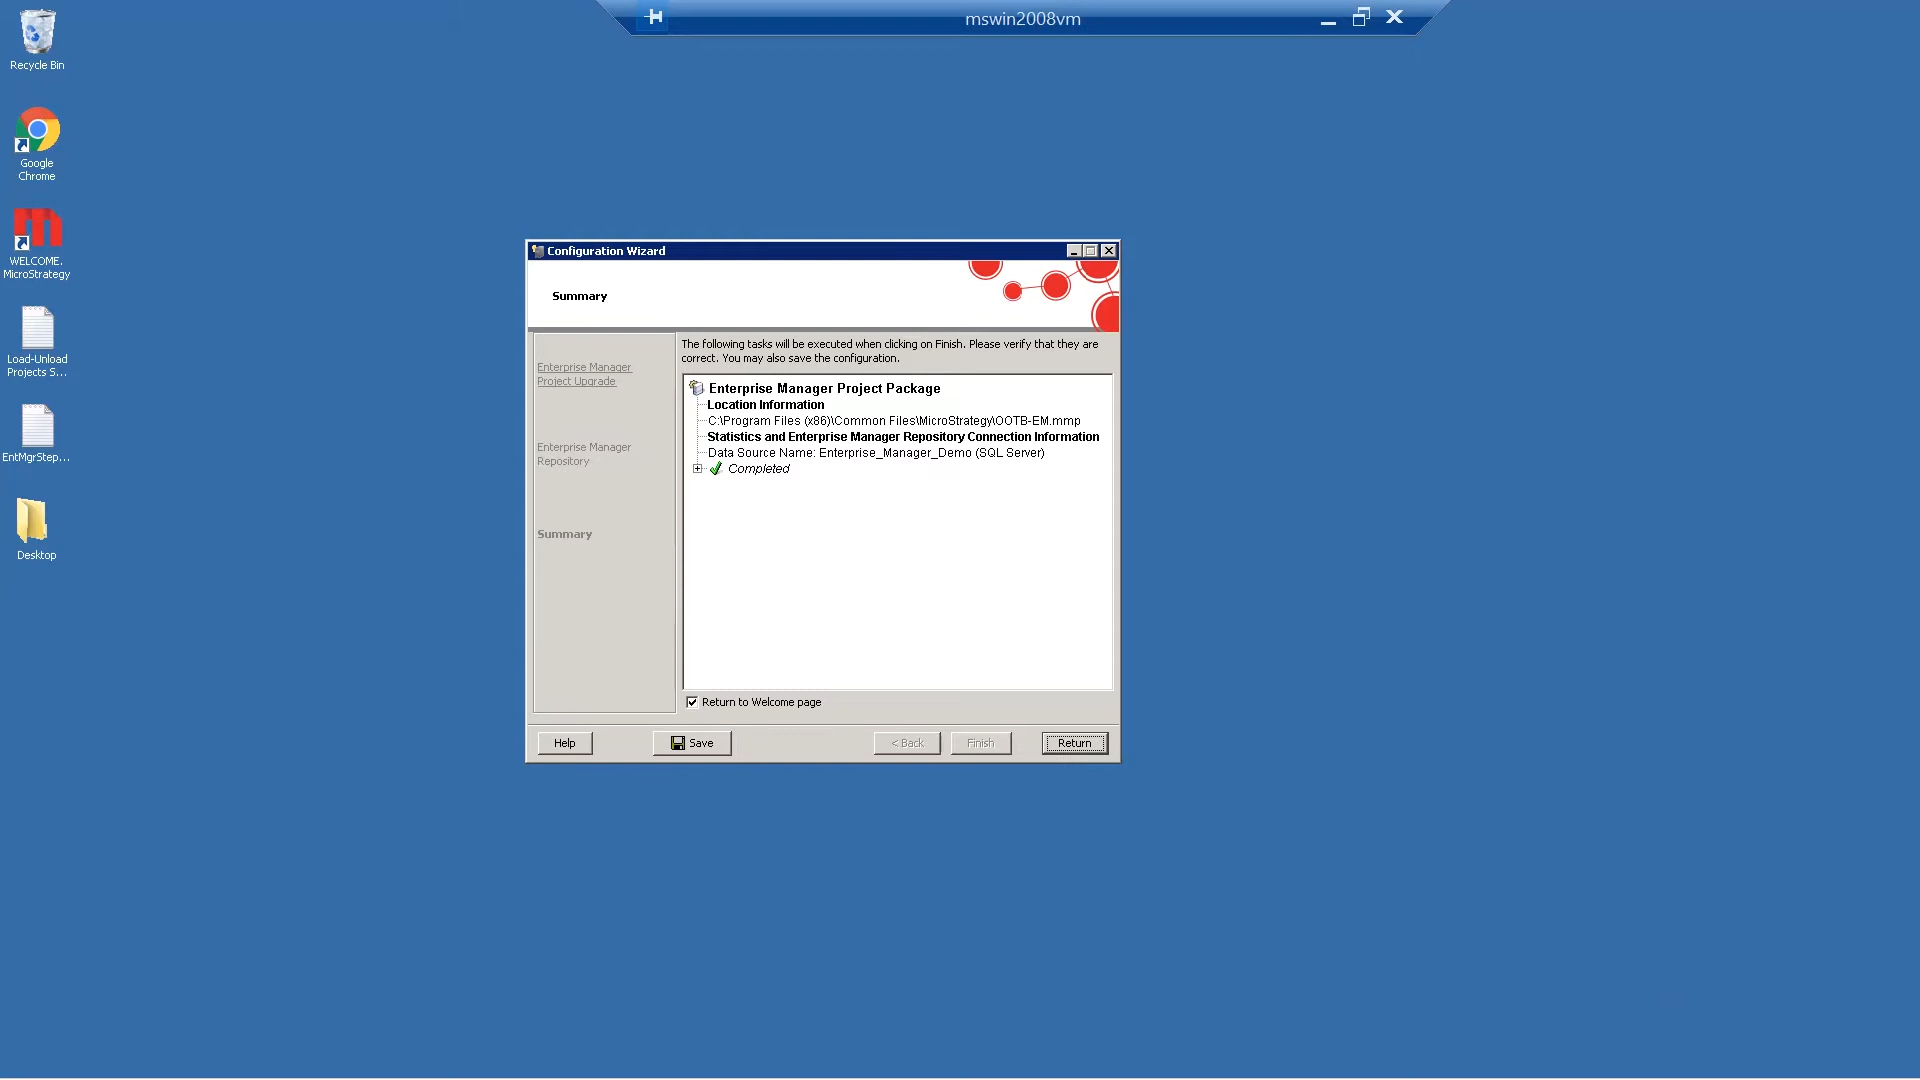 mswin2008vm
Recycle Bin
Google
Chrome
WELCOME.
MicroStrategy
Load-Unload
Projects S...
EntMgrStep...
Desktop
Configuration Wizard
Summary
Enterprise Manager
Project Upgrade
Enterprise Manager
Repository
Summary
The following tasks will be executed when clicking on Finish. Please verify that they are
correct. You may also save the configuration.
Enterprise Manager Project Package
Location Information
C:\Program Files (x86)\Common Files\MicroStrategy\OOTB-EM.mmp
Statistics and Enterprise Manager Repository Connection Information
Data Source Name: Enterprise_Manager_Demo (SQL Server)
Completed
Return to Welcome page
Help
Save
< Back
Finish
Return